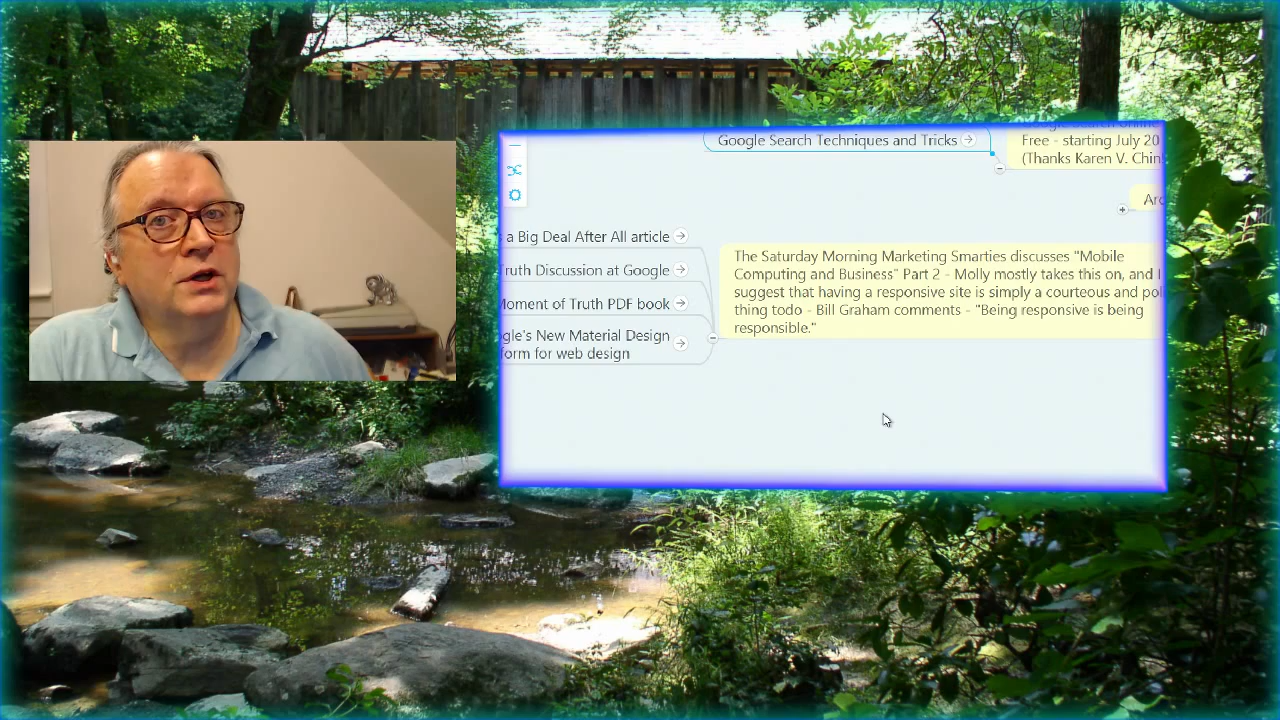 Google Search Techniques and Tricks
Free - starting July 20
(Thanks Karen V. Chin
a Big Deal After All article
Truth Discussion at Google
Moment of Truth PDF book
gle's New Material Design
form for web design
The Saturday Morning Marketing Smarties discusses "Mobile
Computing and Business" Part 2 - Molly mostly takes this on, and I
suggest that having a responsive site is simply a courteous and pol
thing todo - Bill Graham comments - "Being responsive is being
responsible."